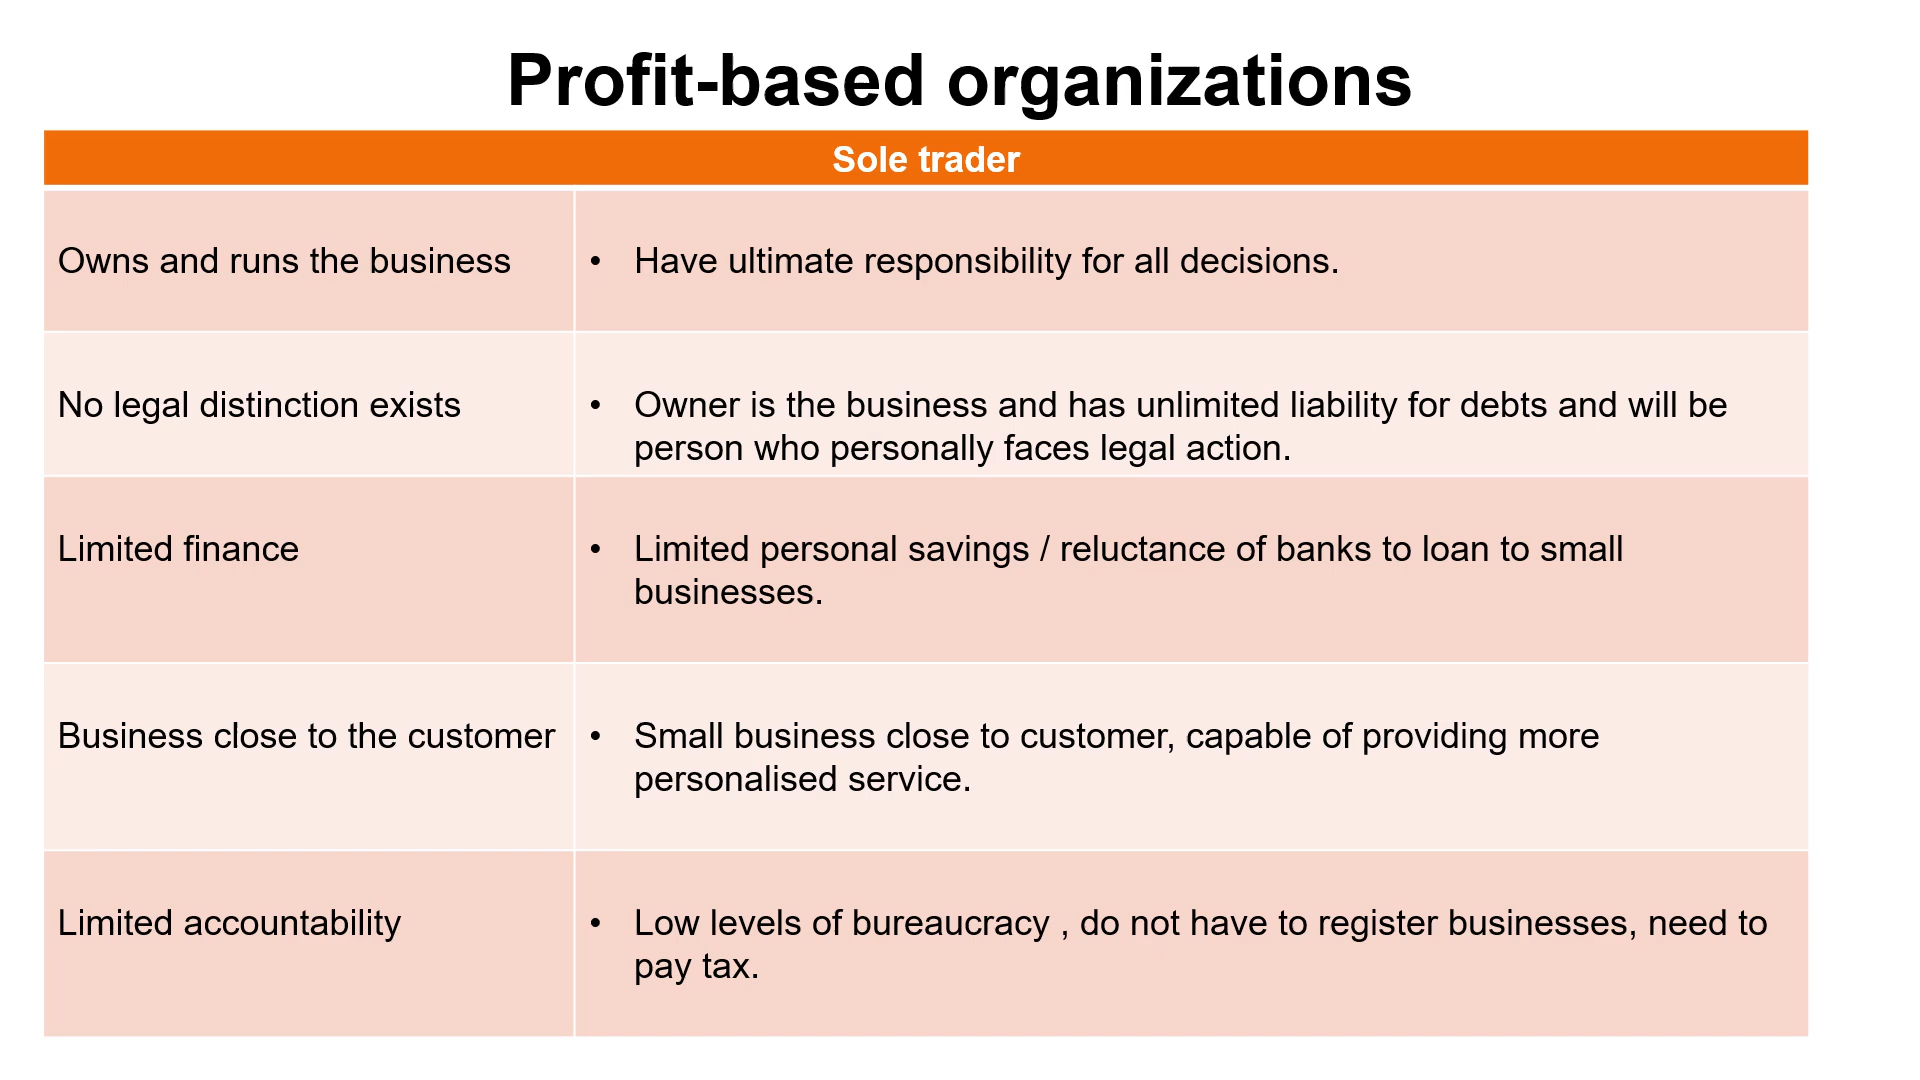 Profit-based organizations
Sole trader
Owns and runs the business
• Have ultimate responsibility for all decisions.
No legal distinction exists
• Owner is the business and has unlimited liability for debts and will be
person who personally faces legal action.
Limited finance
• Limited personal savings / reluctance of banks to loan to small
businesses.
Business close to the customer
• Small business close to customer, capable of providing more
personalised service.
Limited accountability
• Low levels of bureaucracy , do not have to register businesses, need to
pay tax.